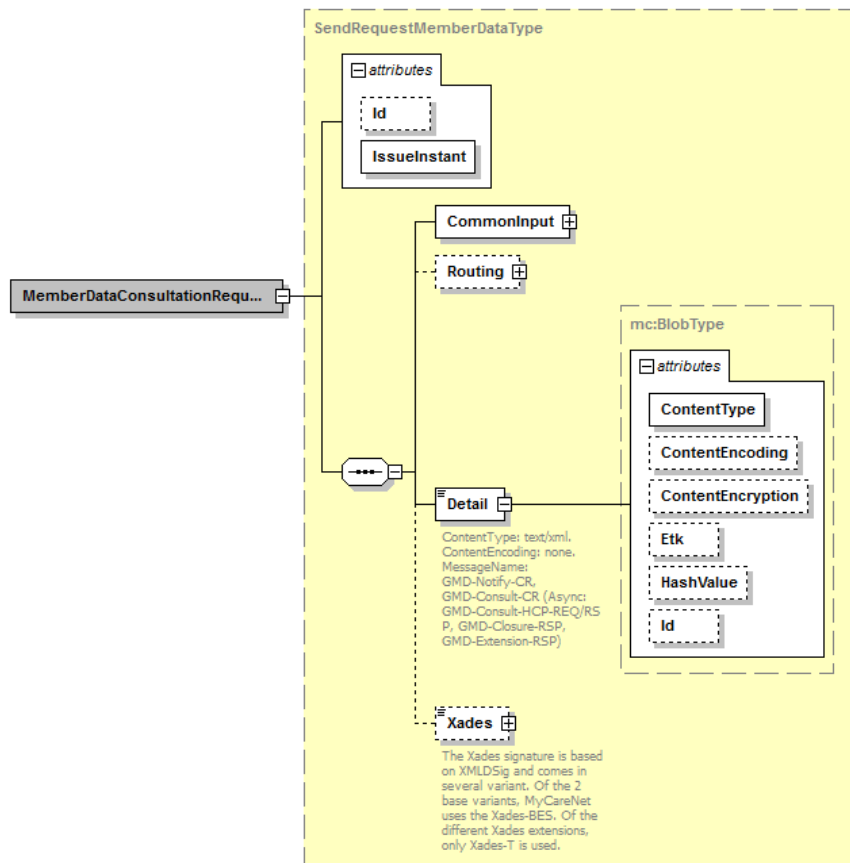 SendRequestMemberDataType
attributes
Id
IssueInstant
CommonInput
Routing
MemberDataConsultationRequ...
mc:BlobType
attributes
ContentType
ContentEncoding
ContentEncryption
Etk
HashValue
Id
Detail
ContentType: text/xml.
ContentEncoding: none.
MessageName:
GMD-Notify-CR,
GMD-Consult-CR (Async:
GMD-Consult-HCP-REQ/RS
P, GMD-Closure-RSP,
GMD-Extension-RSP)
Xades
The Xades signature is based
on XMLDSig and comes in
several variant. Of the 2
base variants, MyCareNet
uses the Xades-BES. Of the
different Xades extensions,
only Xades-T is used.